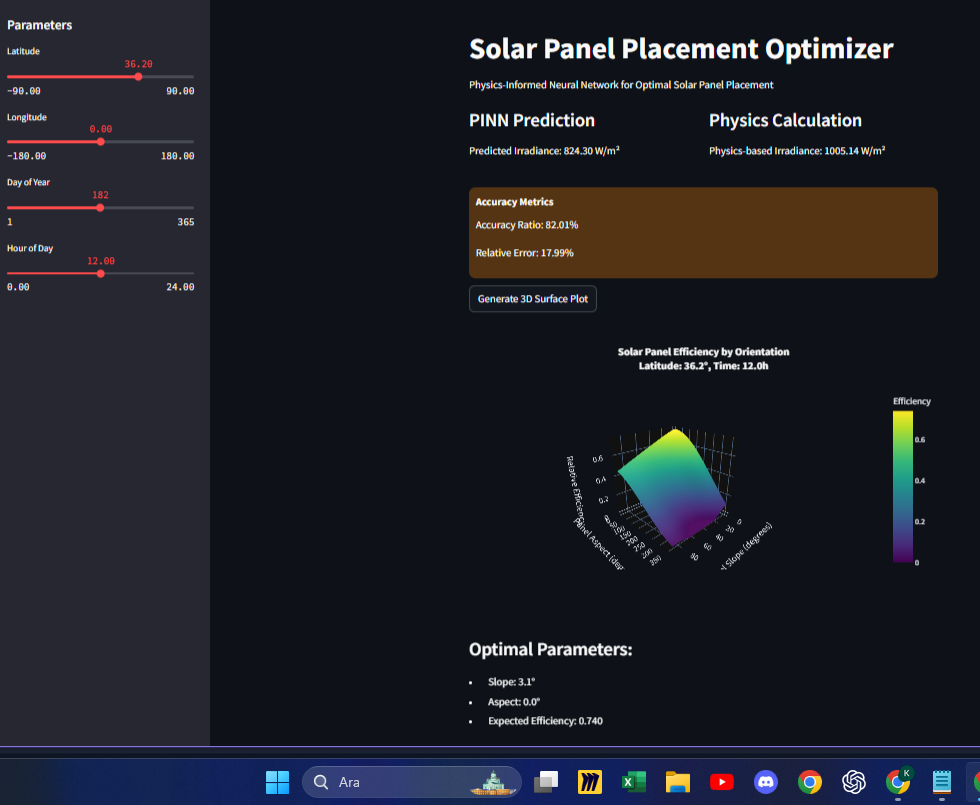 Parameters
Latitude
36.20
-90.00 90.00
Longitude
0.00
-180.00 180.00
Day of Year
182
1 365
Hour of Day
12.00
0.00 24.00
Solar Panel Placement Optimizer
Physics-Informed Neural Network for Optimal Solar Panel Placement
PINN Prediction
Predicted Irradiance: 824.30 W/m²
Physics Calculation
Physics-based Irradiance: 1005.14 W/m²
Accuracy Metrics
Accuracy Ratio: 82.01%
Relative Error: 17.99%
Generate 3D Surface Plot
Solar Panel Efficiency by Orientation
Latitude: 36.2°, Time: 12.0h
Efficiency
0.6
0.4
0.2
0
Relative Efficienc
0.6
0.4
0.2
Panel Aspect (deg
l Slope (degrees)
Optimal Parameters:
• Slope: 3.1°
• Aspect: 0.0°
• Expected Efficiency: 0.740
Ara
K